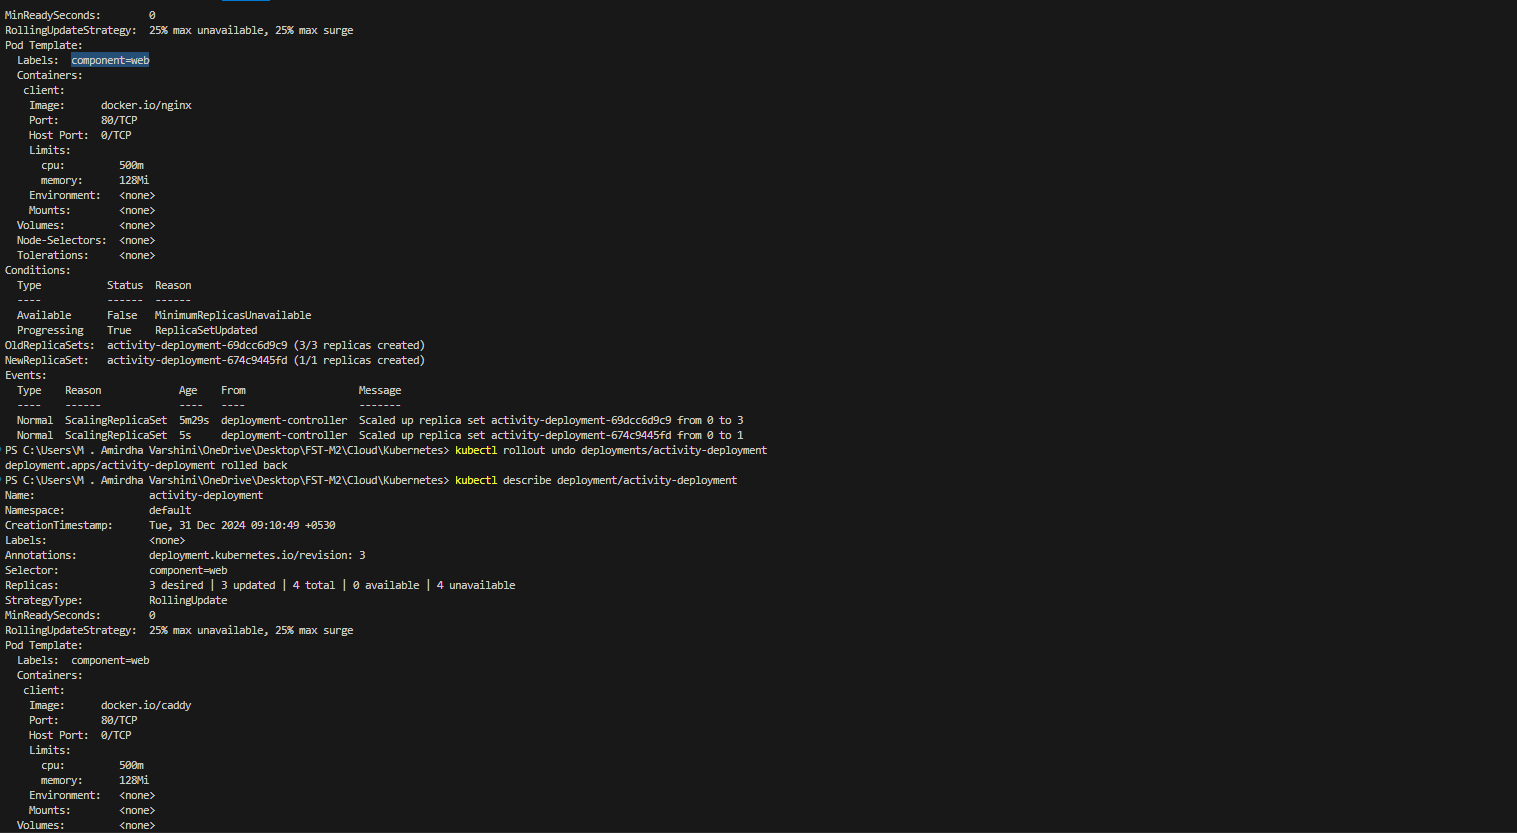 MinReadySeconds:        0
RollingUpdateStrategy:  25% max unavailable, 25% max surge
Pod Template:
  Labels:  component=web
  Containers:
   client:
    Image:      docker.io/nginx
    Port:       80/TCP
    Host Port:  0/TCP
    Limits:
      cpu:         500m
      memory:      128Mi
    Environment:   <none>
    Mounts:        <none>
  Volumes:         <none>
  Node-Selectors:  <none>
  Tolerations:     <none>
Conditions:
  Type           Status  Reason
  ----           ------  ------
  Available      False   MinimumReplicasUnavailable
  Progressing    True    ReplicaSetUpdated
OldReplicaSets:  activity-deployment-69dcc6d9c9 (3/3 replicas created)
NewReplicaSet:   activity-deployment-674c9445fd (1/1 replicas created)
Events:
  Type    Reason             Age    From                   Message
  ----    ------             ----   ----                   -------
  Normal  ScalingReplicaSet  5m29s  deployment-controller  Scaled up replica set activity-deployment-69dcc6d9c9 from 0 to 3
  Normal  ScalingReplicaSet  5s     deployment-controller  Scaled up replica set activity-deployment-674c9445fd from 0 to 1
PS C:\Users\M . Amirdha Varshini\OneDrive\Desktop\FST-M2\Cloud\Kubernetes> kubectl rollout undo deployments/activity-deployment
deployment.apps/activity-deployment rolled back
PS C:\Users\M . Amirdha Varshini\OneDrive\Desktop\FST-M2\Cloud\Kubernetes> kubectl describe deployment/activity-deployment
Name:                   activity-deployment
Namespace:              default
CreationTimestamp:      Tue, 31 Dec 2024 09:10:49 +0530
Labels:                 <none>
Annotations:            deployment.kubernetes.io/revision: 3
Selector:               component=web
Replicas:               3 desired | 3 updated | 4 total | 0 available | 4 unavailable
StrategyType:           RollingUpdate
MinReadySeconds:        0
RollingUpdateStrategy:  25% max unavailable, 25% max surge
Pod Template:
  Labels:  component=web
  Containers:
   client:
    Image:      docker.io/caddy
    Port:       80/TCP
    Host Port:  0/TCP
    Limits:
      cpu:         500m
      memory:      128Mi
    Environment:   <none>
    Mounts:        <none>
  Volumes:         <none>